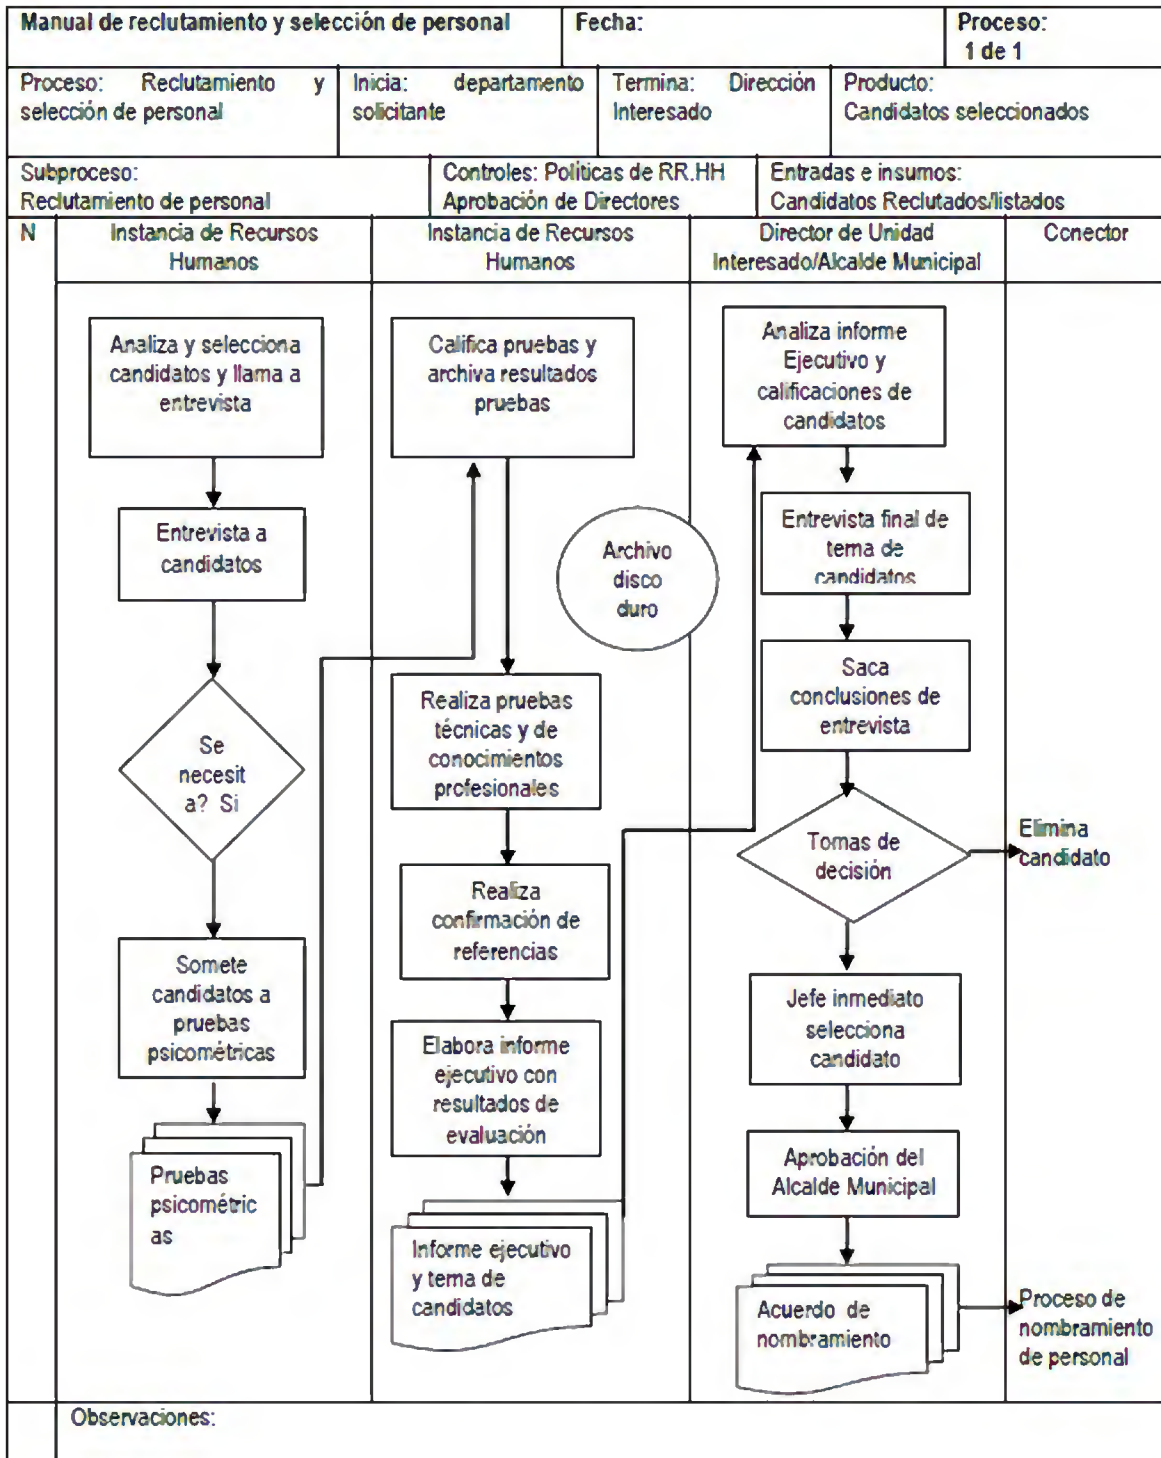 Manual de reclutamiento y selección de personal
Fecha:
Proceso:
1 de 1
Proceso: Reclutamiento y
selección de personal
Inicia: departamento
solicitante
Termina: Dirección
Interesado
Producto:
Candidatos seleccionados
Subproceso:
Reclutamiento de personal
Controles: Políticas de RR.HH
Aprobación de Directores
Entradas e insumos:
Candidatos Reclutados/listados
N
Instancia de Recursos
Humanos
Instancia de Recursos
Humanos
Director de Unidad
Interesado/Alcalde Municipal
Conector
Analiza y selecciona
candidatos y llama a
entrevista
Entrevista a
candidatos
Se
necesit
a? Si
Somete
candidatos a
pruebas
psicométricas
Pruebas
psicométric
as
Califica pruebas y
archiva resultados
pruebas
Archivo
disco
duro
Realiza pruebas
técnicas y de
conocimientos
profesionales
Realiza
confirmación de
referencias
Elabora informe
ejecutivo con
resultados de
evaluación
Informe ejecutivo
y terna de
candidatos
Analiza informe
Ejecutivo y
calificaciones de
candidatos
Entrevista final de
terna de
candidatos
Saca
conclusiones de
entrevista
Tomas de
decisión
Elimina
candidato
Jefe inmediato
selecciona
candidato
Aprobación del
Alcalde Municipal
Acuerdo de
nombramiento
Proceso de
nombramiento
de personal
Observaciones: